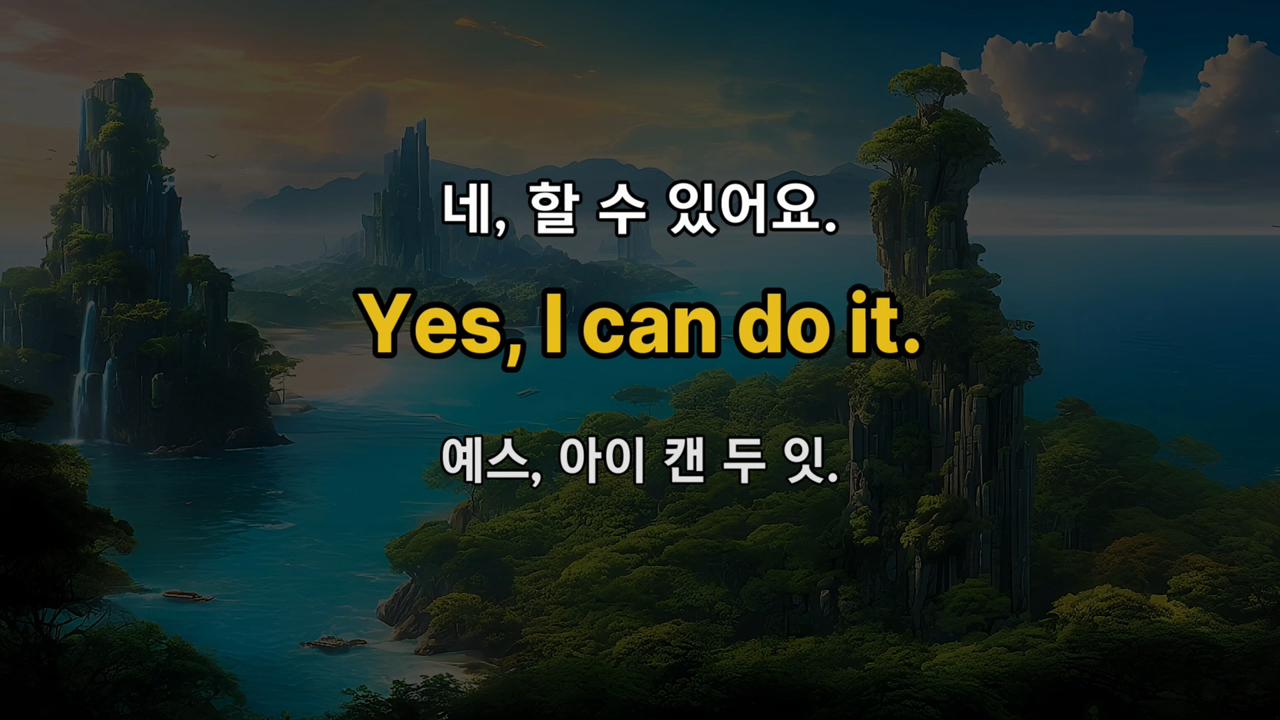 네, 할 수 있어요.
Yes, I can do it.
예스, 아이 캔 두 잇.